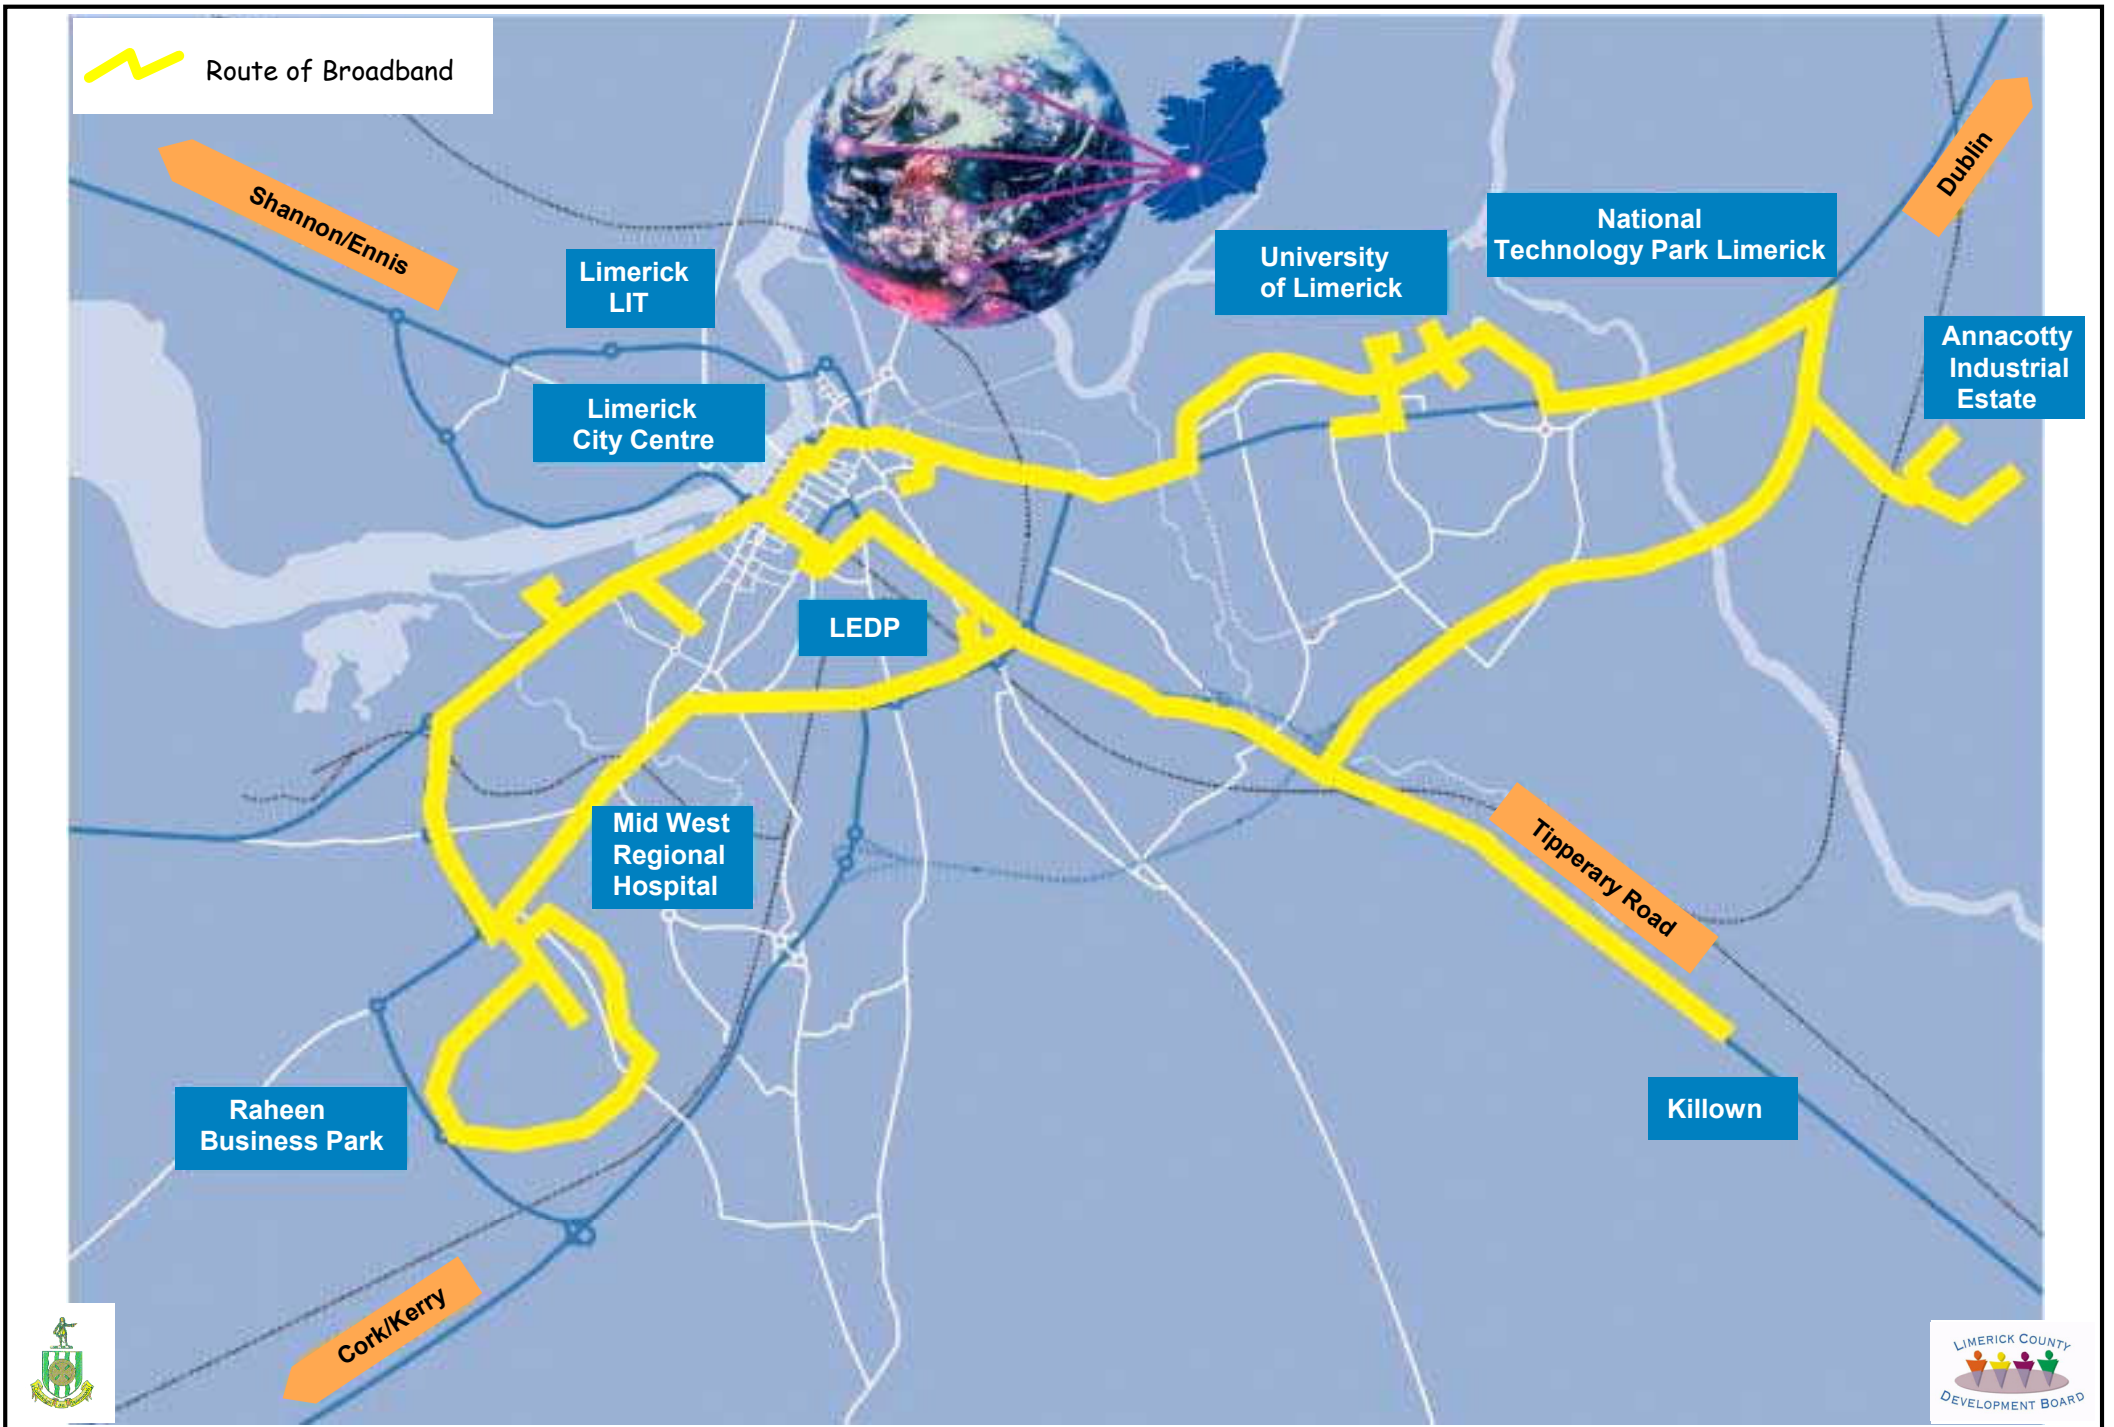 Route of Broadband
Shannon/Ennis
Dublin
National
Technology Park Limerick
University
of Limerick
Limerick
LIT
Annacotty
Industrial
Estate
Limerick
City Centre
LEDP
Mid West
Regional
Hospital
Tipperary Road
Raheen
Business Park
Killown
Cork/Kerry
LIMERICK COUNTY
DEVELOPMENT BOARD